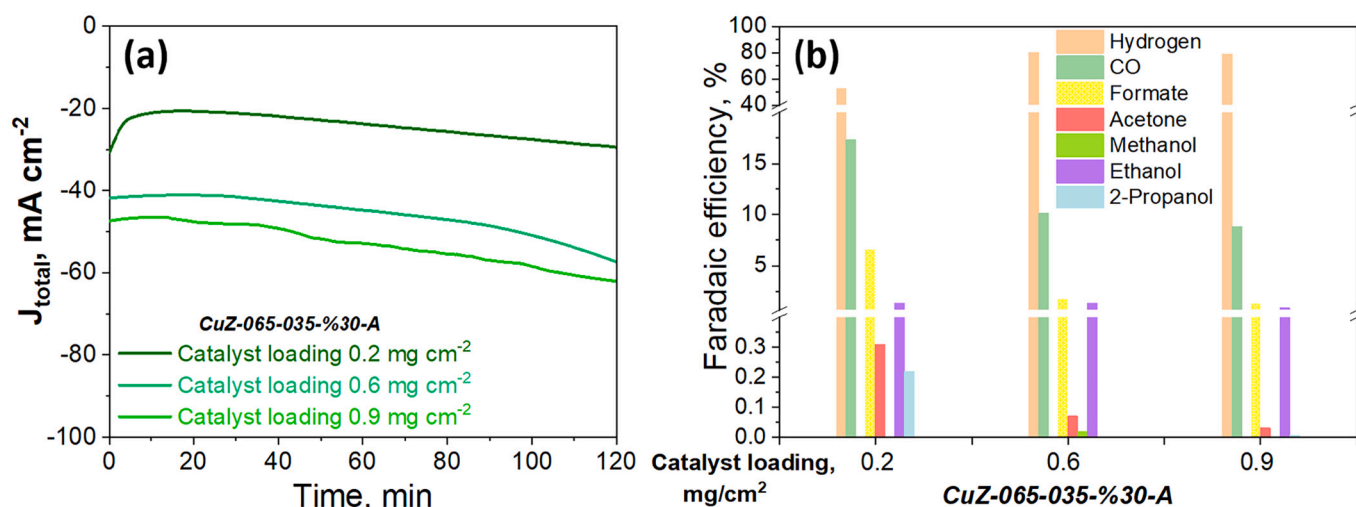 (a)
0
-20
-40
-60
-80
-100
J_total, mA cm⁻²
CuZ-065-035-%30-A
Catalyst loading 0.2 mg cm⁻²
Catalyst loading 0.6 mg cm⁻²
Catalyst loading 0.9 mg cm⁻²
0 20 40 60 80 100 120
Time, min
(b)
100
80
60
40
15
10
5
0.3
0.2
0.1
0.0
Faradaic efficiency, %
Hydrogen
CO
Formate
Acetone
Methanol
Ethanol
2-Propanol
Catalyst loading,
mg/cm²
0.2 0.6 0.9
CuZ-065-035-%30-A